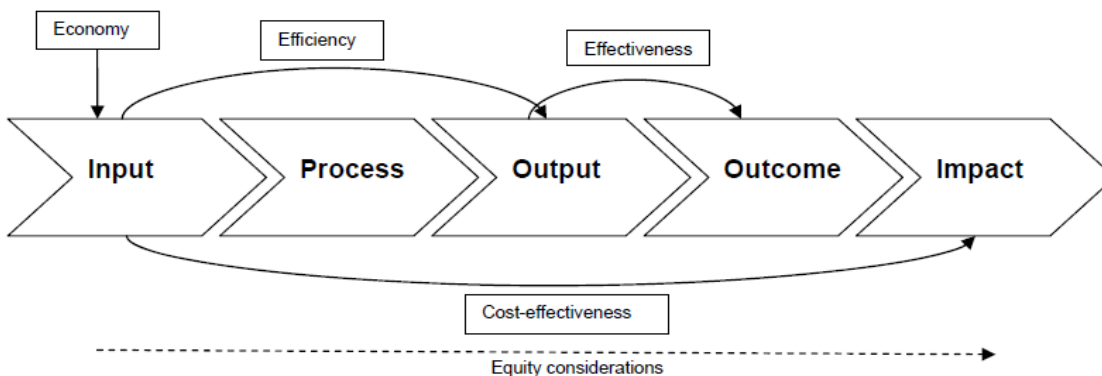 Economy
Efficiency
Effectiveness
Input
Process
Output
Outcome
Impact
Cost-effectiveness
Equity considerations